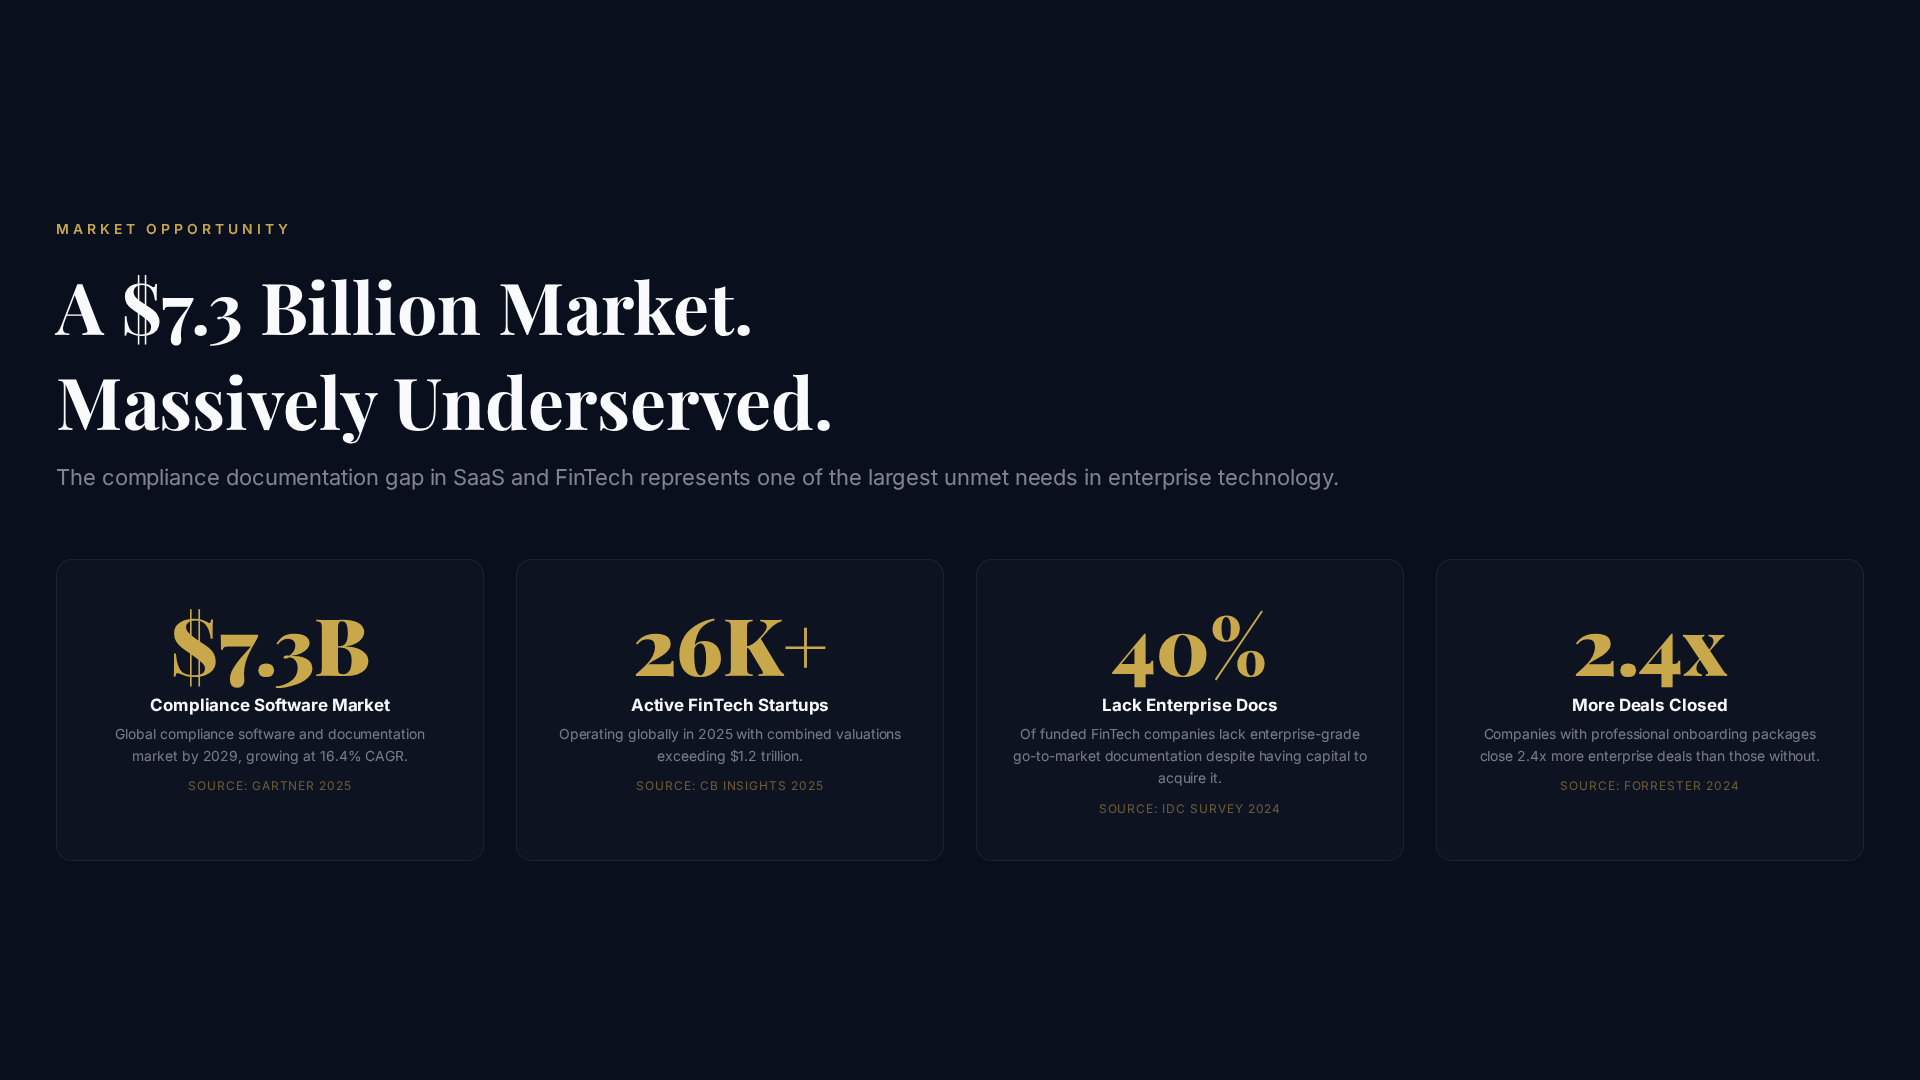 MARKET OPPORTUNITY
A $7.3 Billion Market.
Massively Underserved.
The compliance documentation gap in SaaS and FinTech represents one of the largest unmet needs in enterprise technology.
$7.3B
Compliance Software Market
Global compliance software and documentation
market by 2029, growing at 16.4% CAGR.
SOURCE: GARTNER 2025
26K+
Active FinTech Startups
Operating globally in 2025 with combined valuations
exceeding $1.2 trillion.
SOURCE: CB INSIGHTS 2025
40%
Lack Enterprise Docs
Of funded FinTech companies lack enterprise-grade
go-to-market documentation despite having capital to
acquire it.
SOURCE: IDC SURVEY 2024
2.4x
More Deals Closed
Companies with professional onboarding packages
close 2.4x more enterprise deals than those without.
SOURCE: FORRESTER 2024